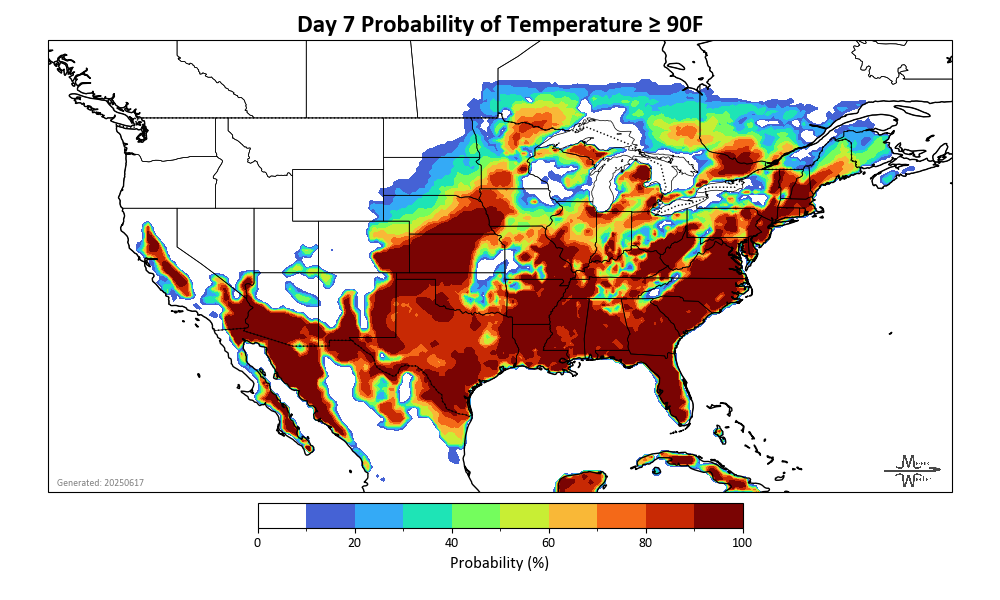 Day 7 Probability of Temperature ≥ 90F
Generated: 20250617
0 20 40 60 80 100
Probability (%)